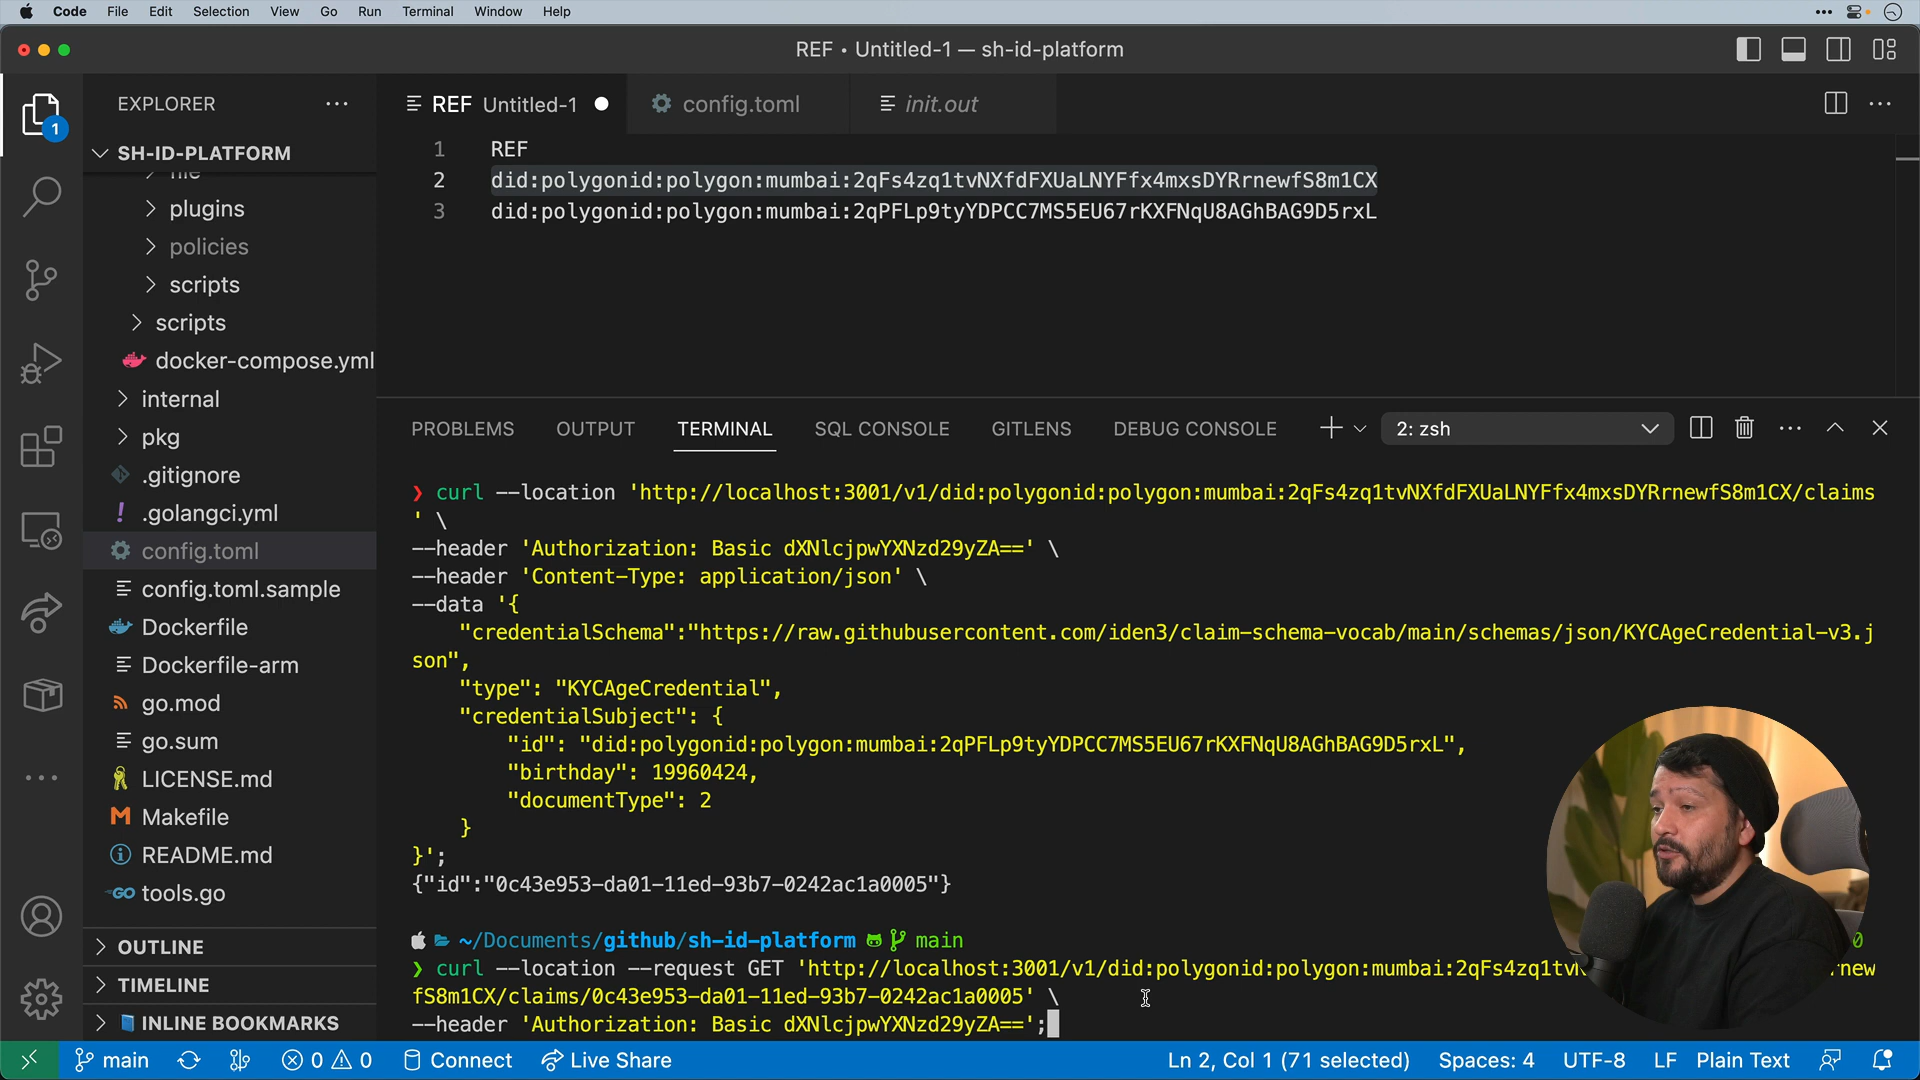 Code File Edit Selection View Go Run Terminal Window Help
REF • Untitled-1 — sh-id-platform
EXPLORER
REF Untitled-1
config.toml
init.out
SH-ID-PLATFORM
plugins
policies
scripts
scripts
docker-compose.yml
internal
pkg
.gitignore
.golangci.yml
config.toml
config.toml.sample
Dockerfile
Dockerfile-arm
go.mod
go.sum
LICENSE.md
Makefile
README.md
tools.go
OUTLINE
TIMELINE
INLINE BOOKMARKS
1 REF
2 did:polygonid:polygon:mumbai:2qFs4zq1tvNXfdFXUaLNYFfx4mxsDYRrnewfS8m1CX
3 did:polygonid:polygon:mumbai:2qPFLp9tyYDPCC7MS5EU67rKXFNqU8AGhBAG9D5rxL
PROBLEMS OUTPUT TERMINAL SQL CONSOLE GITLENS DEBUG CONSOLE 2: zsh
❯ curl --location 'http://localhost:3001/v1/did:polygonid:polygon:mumbai:2qFs4zq1tvNXfdFXUaLNYFfx4mxsDYRrnewfS8m1CX/claims
' \
--header 'Authorization: Basic dXNlcjpwYXNzd29yZA==' \
--header 'Content-Type: application/json' \
--data '{
"credentialSchema":"https://raw.githubusercontent.com/iden3/claim-schema-vocab/main/schemas/json/KYCAgeCredential-v3.j
son",
"type": "KYCAgeCredential",
"credentialSubject": {
"id": "did:polygonid:polygon:mumbai:2qPFLp9tyYDPCC7MS5EU67rKXFNqU8AGhBAG9D5rxL",
"birthday": 19960424,
"documentType": 2
}
}';
{"id":"0c43e953-da01-11ed-93b7-0242ac1a0005"}
~/Documents/github/sh-id-platform main
❯ curl --location --request GET 'http://localhost:3001/v1/did:polygonid:polygon:mumbai:2qFs4zq1tv
fS8m1CX/claims/0c43e953-da01-11ed-93b7-0242ac1a0005' \
--header 'Authorization: Basic dXNlcjpwYXNzd29yZA==';
main 0 0 Connect Live Share Ln 2, Col 1 (71 selected) Spaces: 4 UTF-8 LF Plain Text